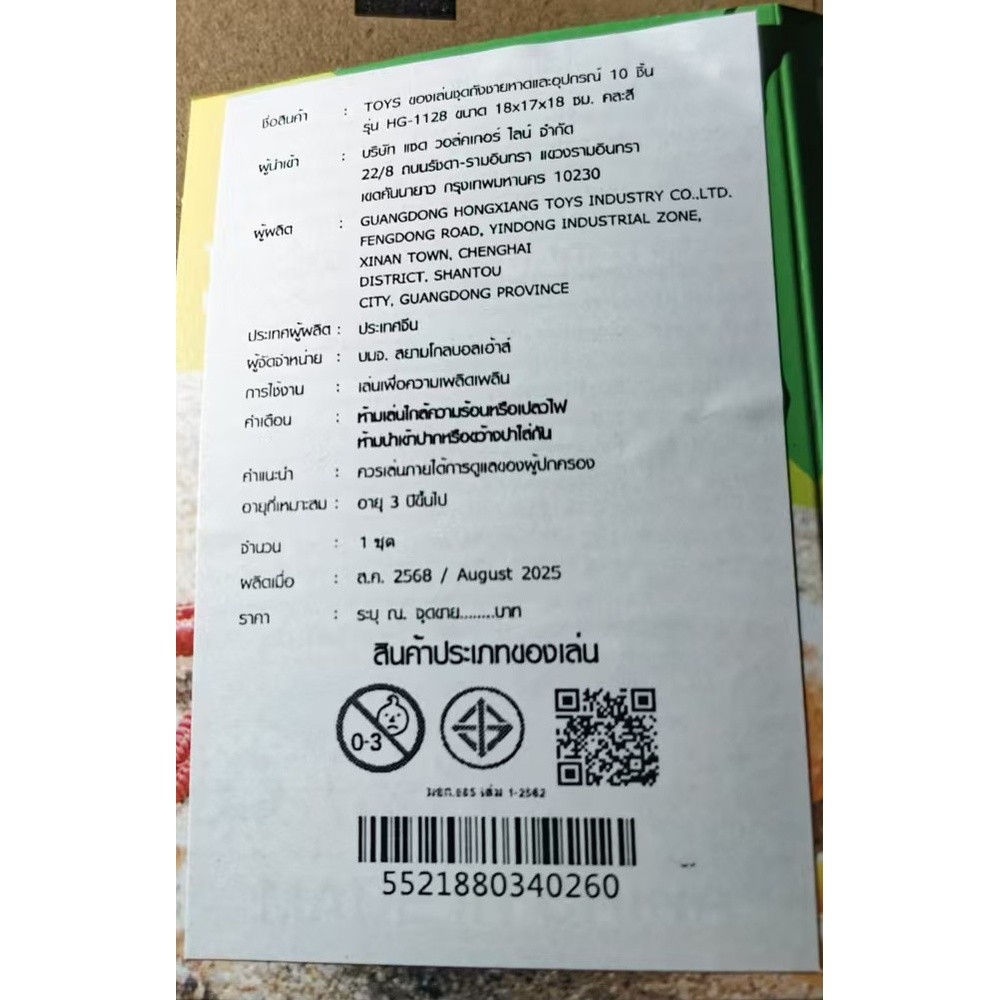 ชื่อสินค้า : TOYS ของเล่นชุดถังชายหาดและอุปกรณ์ 10 ชิ้น
รุ่น HG-1128 ขนาด 18x17x18 ซม. คละสี
ผู้นำเข้า : บริษัท แซด วอล์คเกอร์ ไลน์ จำกัด
22/8 ถนนรัชดา-รามอินทรา แขวงรามอินทรา
เขตคันนายาว กรุงเทพมหานคร 10230
ผู้ผลิต : GUANGDONG HONGXIANG TOYS INDUSTRY CO.,LTD.
FENGDONG ROAD, YINDONG INDUSTRIAL ZONE,
XINAN TOWN, CHENGHAI
DISTRICT, SHANTOU
CITY, GUANGDONG PROVINCE
ประเทศผู้ผลิต : ประเทศจีน
ผู้จัดจำหน่าย : บมจ. สยามโกลบอลเฮ้าส์
การใช้งาน : เล่นเพื่อความเพลิดเพลิน
คำเตือน : ห้ามเล่นใกล้ความร้อนหรือเปลวไฟ
ห้ามนำเข้าปากหรือขว้างปาใส่กัน
คำแนะนำ : ควรเล่นภายใต้การดูแลของผู้ปกครอง
อายุที่เหมาะสม : อายุ 3 ปีขึ้นไป
จำนวน : 1 ชุด
ผลิตเมื่อ : ส.ค. 2568 / August 2025
ราคา : ระบุ ณ. จุดขาย........บาท
สินค้าประเภทของเล่น
0-3
มอก.685 เล่ม 1-2562
5521880340260